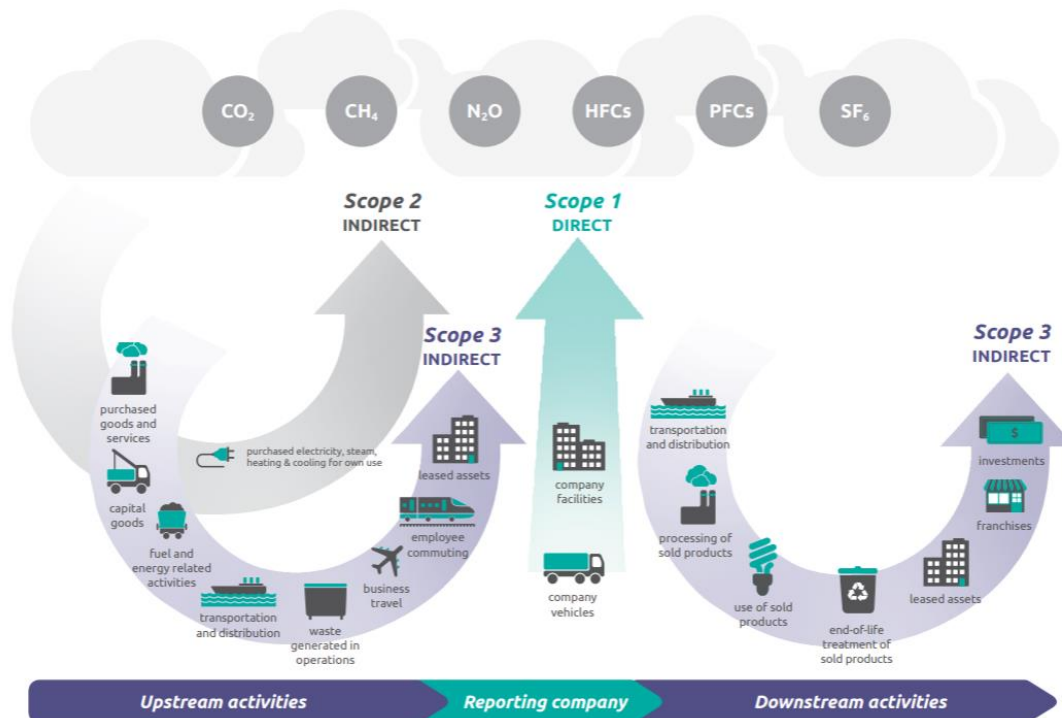 CO₂
CH₄
N₂O
HFCs
PFCs
SF₆
Scope 2
INDIRECT
Scope 1
DIRECT
Scope 3
INDIRECT
Scope 3
INDIRECT
purchased
goods and
services
capital
goods
fuel and
energy related
activities
purchased electricity, steam,
heating & cooling for own use
transportation
and distribution
waste
generated in
operations
business
travel
employee
commuting
leased assets
company
facilities
company
vehicles
transportation
and distribution
processing of
sold products
use of sold
products
end-of-life
treatment of
sold products
leased assets
franchises
$
investments
Upstream activities
Reporting company
Downstream activities